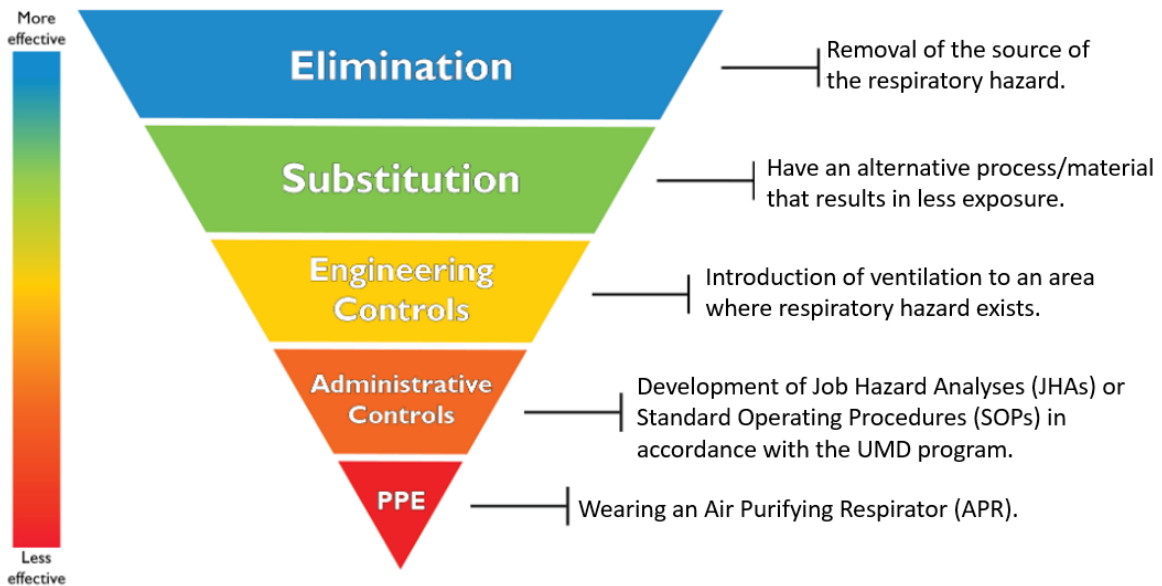 More
effective
Elimination
Removal of the source of
the respiratory hazard.
Substitution
Have an alternative process/material
that results in less exposure.
Engineering
Controls
Introduction of ventilation to an area
where respiratory hazard exists.
Administrative
Controls
Development of Job Hazard Analyses (JHAs) or
Standard Operating Procedures (SOPs) in
accordance with the UMD program.
PPE
Wearing an Air Purifying Respirator (APR).
Less
effective